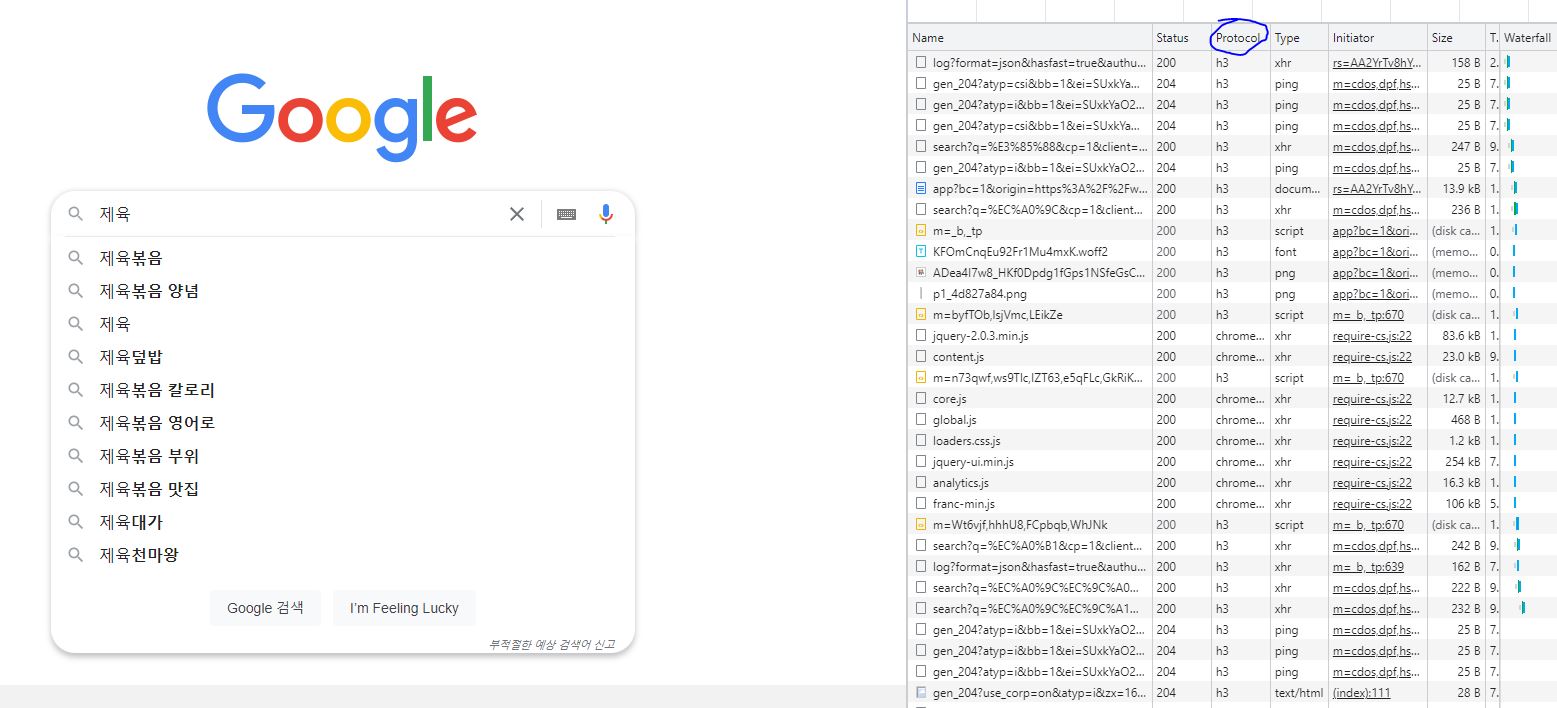 Google
제육
제육볶음
제육볶음 양념
제육
제육덮밥
제육볶음 칼로리
제육볶음 영어로
제육볶음 부위
제육볶음 맛집
제육대가
제육천마왕
Google 검색 I'm Feeling Lucky
부적절한 예상 검색어 신고
Name Status Protocol Type Initiator Size T. Waterfall
log?format=json&hasfast=true&authu... 200 h3 xhr rs=AA2YrTv8hY... 158 B 2.
gen_204?atyp=csi&bb=1&ei=SUxkYa... 204 h3 ping m=cdos,dpf,hs... 25 B 7.
gen_204?atyp=i&bb=1&ei=SUxkYaO2... 204 h3 ping m=cdos,dpf,hs... 25 B 7.
gen_204?atyp=csi&bb=1&ei=SUxkYa... 204 h3 ping m=cdos,dpf,hs... 25 B 7.
search?q=%E3%85%88&cp=1&client=... 200 h3 xhr m=cdos,dpf,hs... 247 B 9.
gen_204?atyp=i&bb=1&ei=SUxkYaO2... 204 h3 ping m=cdos,dpf,hs... 25 B 7.
app?bc=1&origin=https%3A%2F%2Fw... 200 h3 docum... rs=AA2YrTv8hY... 13.9 kB 1.
search?q=%EC%A0%9C&cp=1&client... 200 h3 xhr m=cdos,dpf,hs... 236 B 1.
m=_b,_tp 200 h3 script app?bc=1&ori... (disk ca... 1.
KFOmCnqEu92Fr1Mu4mxK.woff2 200 h3 font app?bc=1&ori... (memo... 0.
ADea4I7w8_HKf0Dpdg1fGps1NSfeGsC... 200 h3 png app?bc=1&ori... (memo... 0.
p1_4d827a84.png 200 h3 png app?bc=1&ori... (memo... 0.
m=byfTOb,lsjVmc,LEikZe 200 h3 script m=_b,_tp:670 (disk ca... 1.
jquery-2.0.3.min.js 200 chrome... xhr require-cs.js:22 83.6 kB 1.
content.js 200 chrome... xhr require-cs.js:22 23.0 kB 9.
m=n73qwf,ws9Tlc,IZT63,e5qFLc,GkRiK... 200 h3 script m=_b,_tp:670 (disk ca... 1.
core.js 200 chrome... xhr require-cs.js:22 12.7 kB 1.
global.js 200 chrome... xhr require-cs.js:22 468 B 1.
loaders.css.js 200 chrome... xhr require-cs.js:22 1.2 kB 1.
jquery-ui.min.js 200 chrome... xhr require-cs.js:22 254 kB 7.
analytics.js 200 chrome... xhr require-cs.js:22 16.3 kB 1.
franc-min.js 200 chrome... xhr require-cs.js:22 106 kB 5.
m=Wt6vjf,hhhU8,FCpbqb,WhJNk 200 h3 script m=_b,_tp:670 (disk ca... 1.
search?q=%EC%A0%B1&cp=1&client... 200 h3 xhr m=cdos,dpf,hs... 242 B 9.
log?format=json&hasfast=true&authu... 200 h3 xhr m=_b,_tp:639 162 B 7.
search?q=%EC%A0%9C%EC%9C%A0... 200 h3 xhr m=cdos,dpf,hs... 222 B 9.
search?q=%EC%A0%9C%EC%9C%A1... 200 h3 xhr m=cdos,dpf,hs... 232 B 9.
gen_204?atyp=i&bb=1&ei=SUxkYaO2... 204 h3 ping m=cdos,dpf,hs... 25 B 7.
gen_204?atyp=i&bb=1&ei=SUxkYaO2... 204 h3 ping m=cdos,dpf,hs... 25 B 7.
gen_204?atyp=i&bb=1&ei=SUxkYaO2... 204 h3 ping m=cdos,dpf,hs... 25 B 7.
gen_204?use_corp=on&atyp=i&zx=16... 204 h3 text/html (index):111 28 B 7.